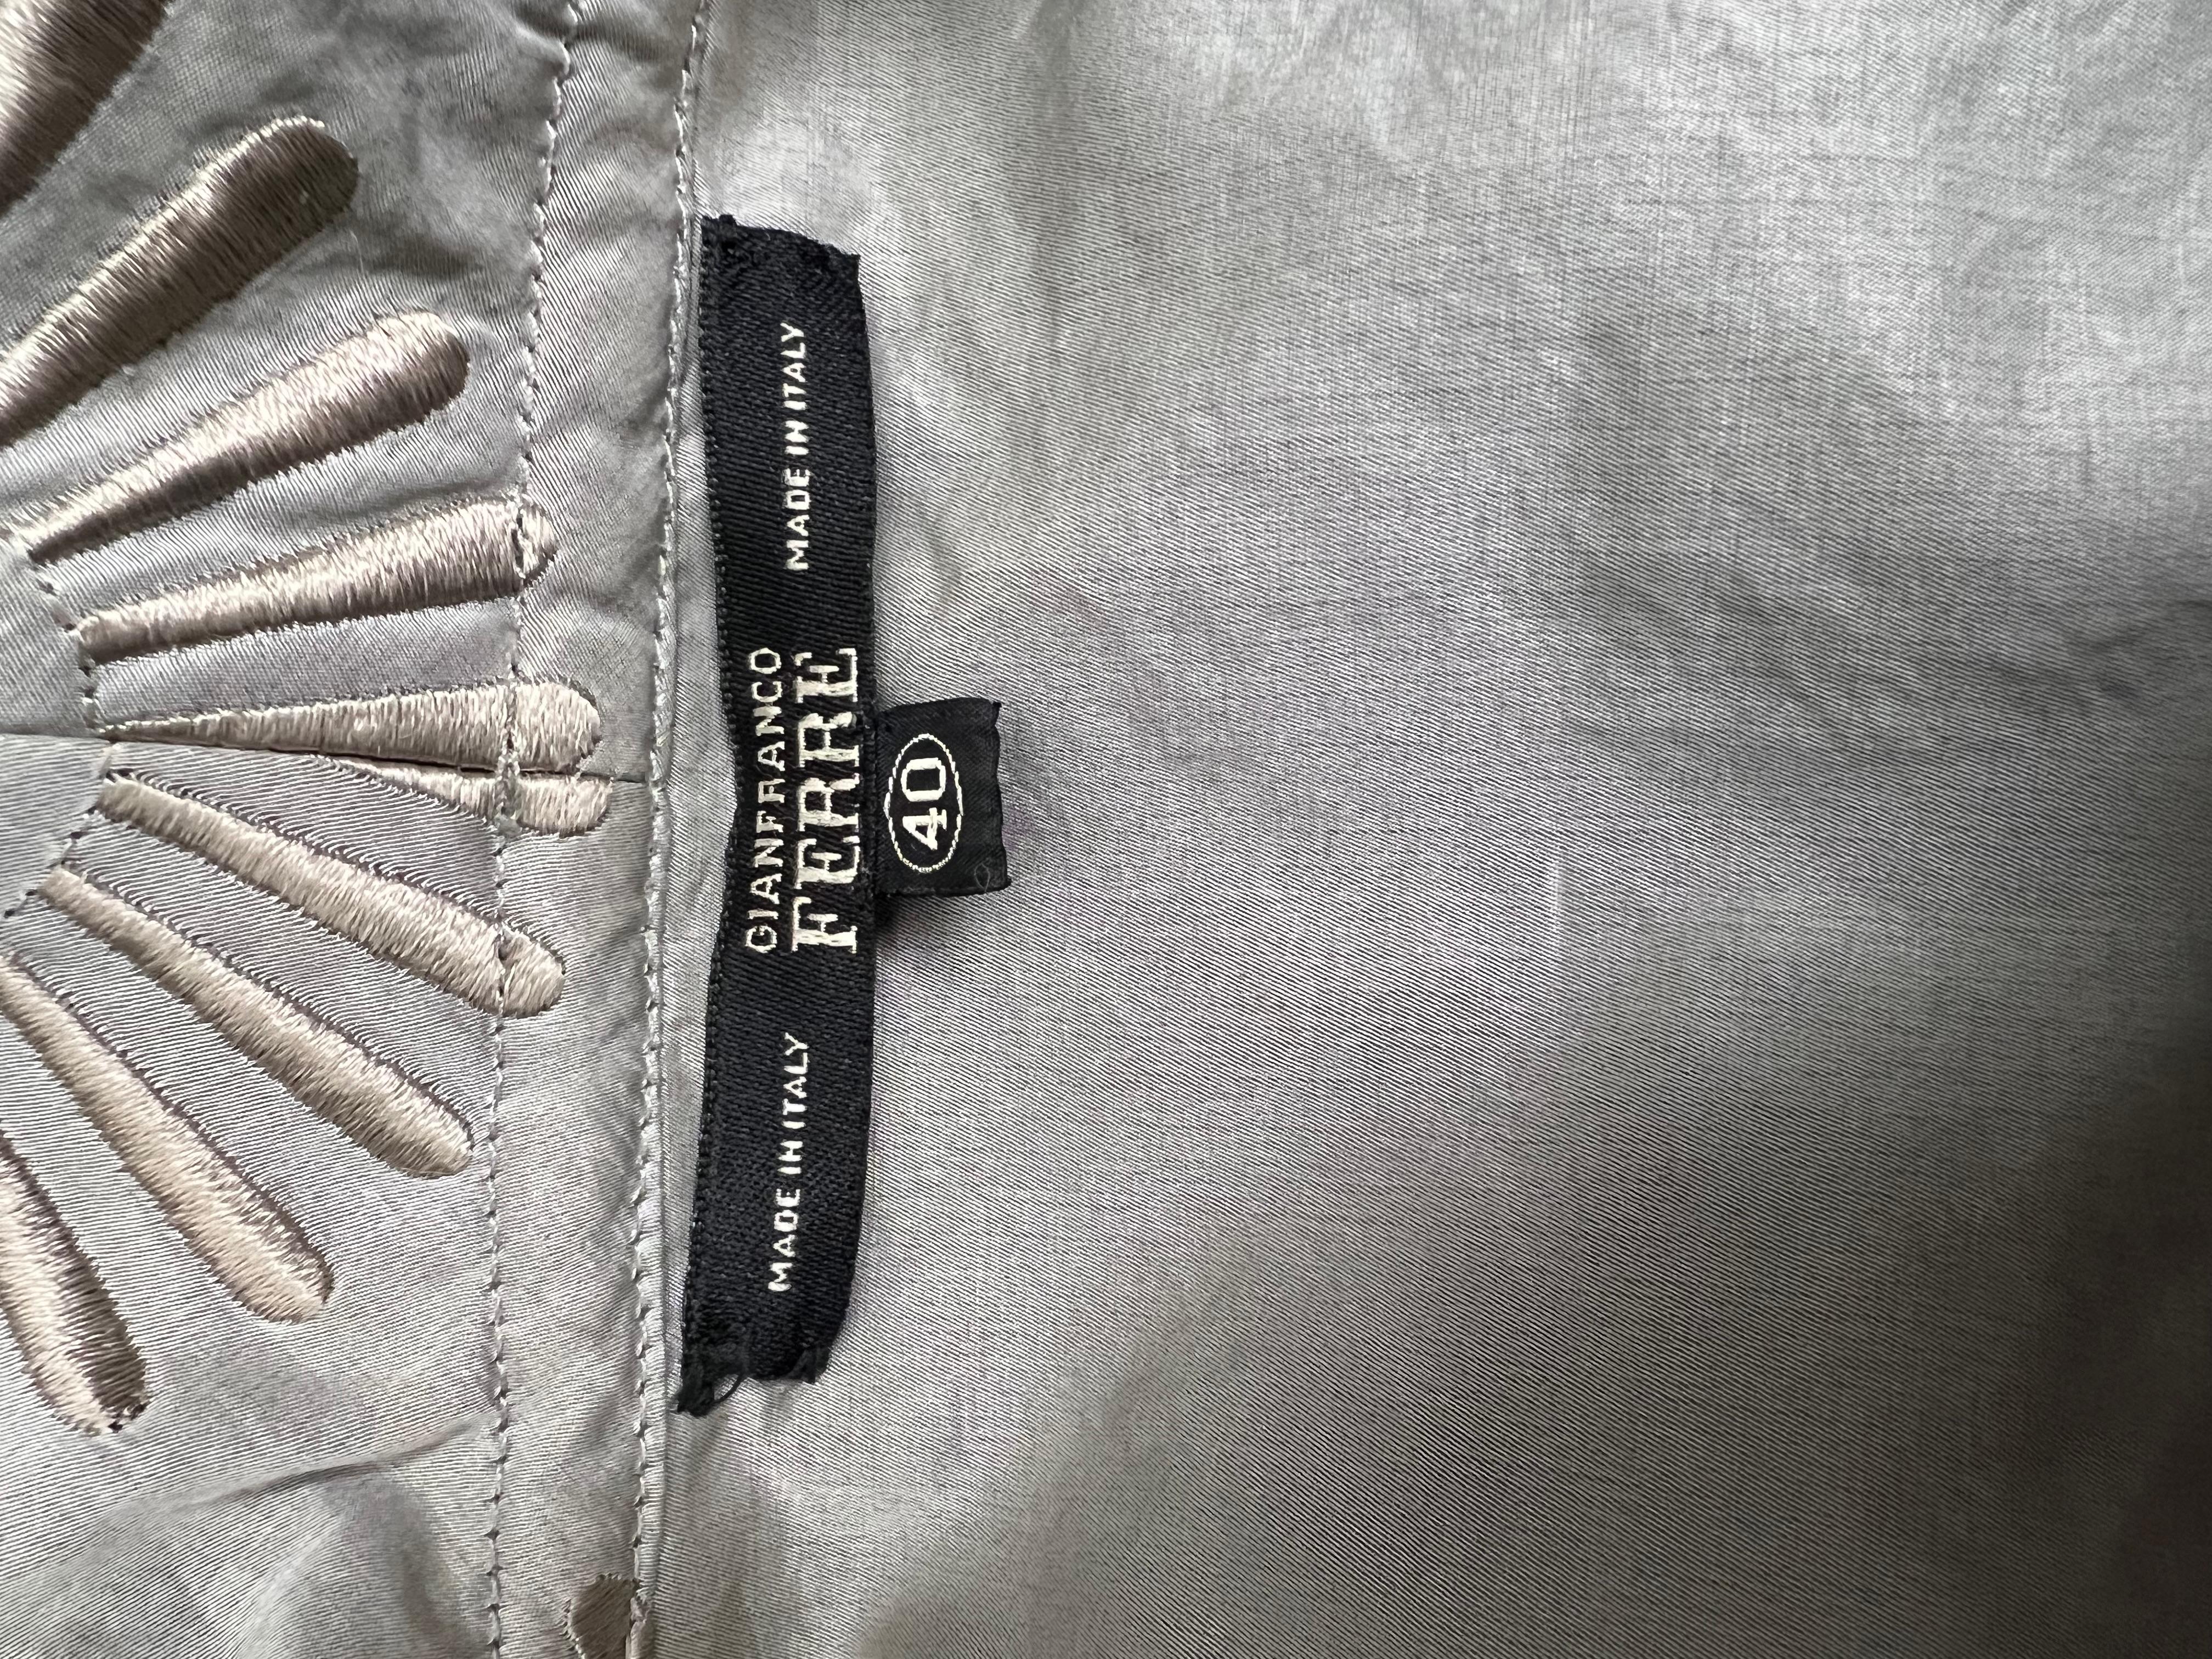 MADE IN ITALY
GIANFRANCO
FERRE
MADE IN ITALY
40